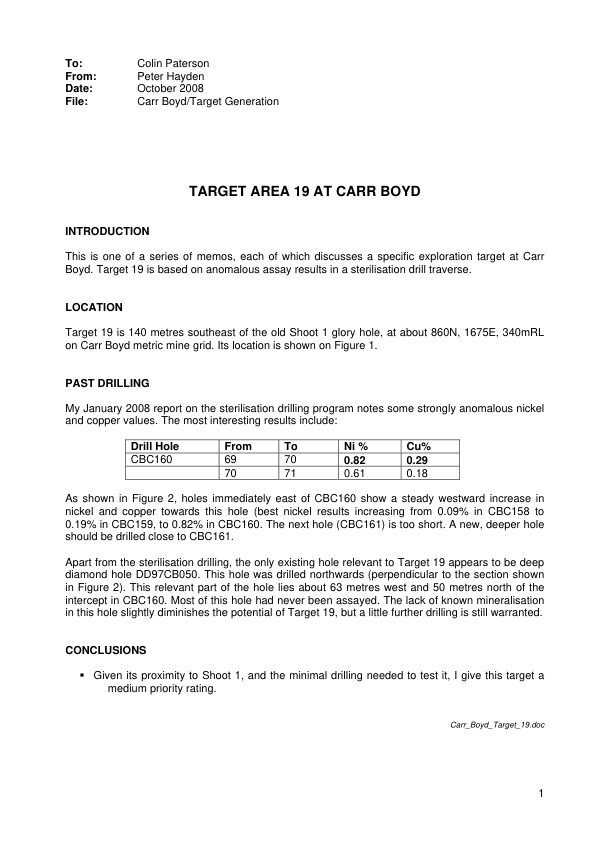 To: Colin Paterson
From: Peter Hayden
Date: October 2008
File: Carr Boyd/Target Generation
TARGET AREA 19 AT CARR BOYD
INTRODUCTION
This is one of a series of memos, each of which discusses a specific exploration target at Carr
Boyd. Target 19 is based on anomalous assay results in a sterilisation drill traverse.
LOCATION
Target 19 is 140 metres southeast of the old Shoot 1 glory hole, at about 860N, 1675E, 340mRL
on Carr Boyd metric mine grid. Its location is shown on Figure 1.
PAST DRILLING
My January 2008 report on the sterilisation drilling program notes some strongly anomalous nickel
and copper values. The most interesting results include:
Drill Hole From To Ni % Cu%
CBC160 69 70 0.82 0.29
70 71 0.61 0.18
As shown in Figure 2, holes immediately east of CBC160 show a steady westward increase in
nickel and copper towards this hole (best nickel results increasing from 0.09% in CBC158 to
0.19% in CBC159, to 0.82% in CBC160. The next hole (CBC161) is too short. A new, deeper hole
should be drilled close to CBC161.
Apart from the sterilisation drilling, the only existing hole relevant to Target 19 appears to be deep
diamond hole DD97CB050. This hole was drilled northwards (perpendicular to the section shown
in Figure 2). This relevant part of the hole lies about 63 metres west and 50 metres north of the
intercept in CBC160. Most of this hole had never been assayed. The lack of known mineralisation
in this hole slightly diminishes the potential of Target 19, but a little further drilling is still warranted.
CONCLUSIONS
▪ Given its proximity to Shoot 1, and the minimal drilling needed to test it, I give this target a
medium priority rating.
Carr_Boyd_Target_19.doc
1